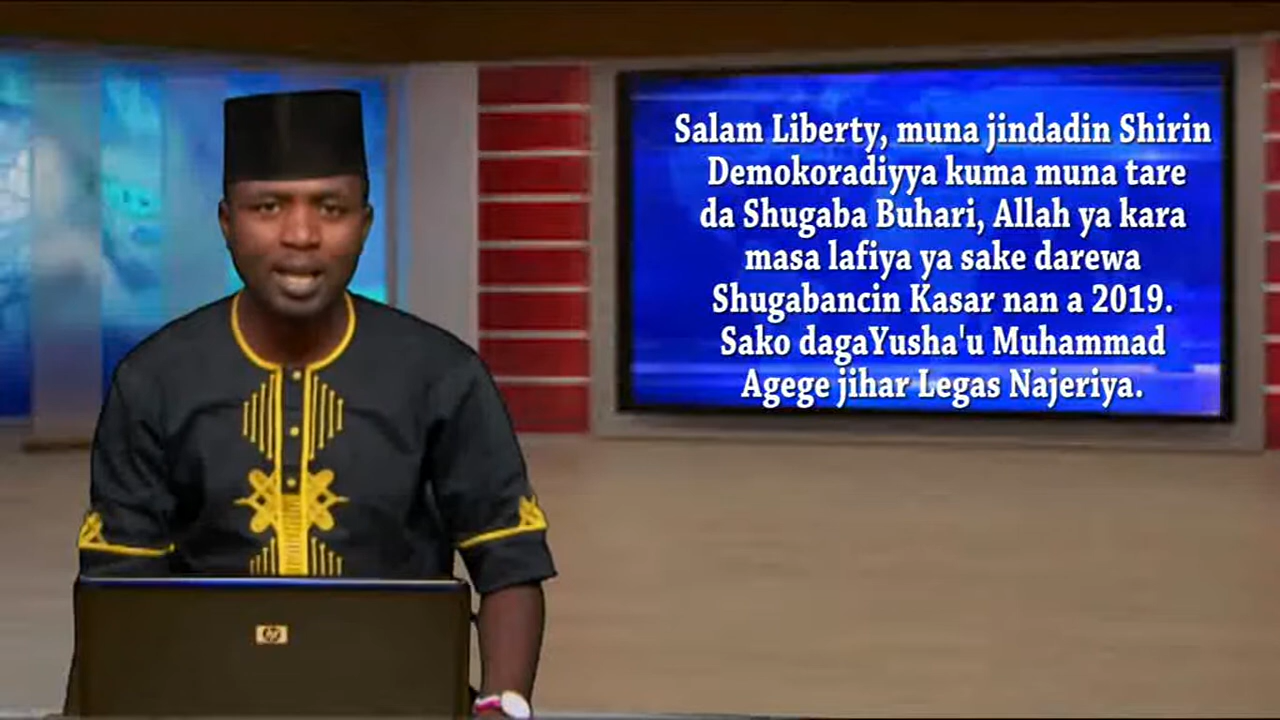 Salam Liberty, muna jindadin Shirin
Demokoradiyya kuma muna tare
da Shugaba Buhari, Allah ya kara
masa lafiya ya sake darewa
Shugabancin Kasar nan a 2019.
Sako dagaYusha'u Muhammad
Agege jihar Legas Najeriya.
hp